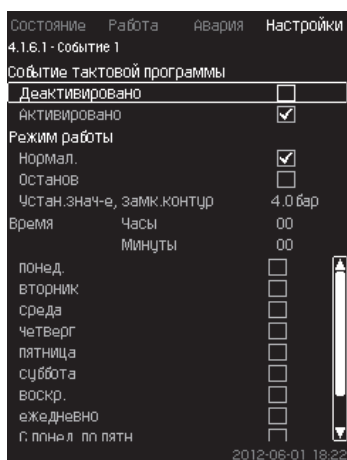 Состояние Работа Авария Настройки
4.1.6.1 - Событие 1
Событие тактовой программы
Деактивировано
Активировано
Режим работы
Нормал.
Останов
Устан.знач-е, замк.контур 4.0 бар
Время Часы 00
Минуты 00
понед.
вторник
среда
четверг
пятница
суббота
воскр.
ежедневно
С понед. по пятн
2012-06-01 18:22